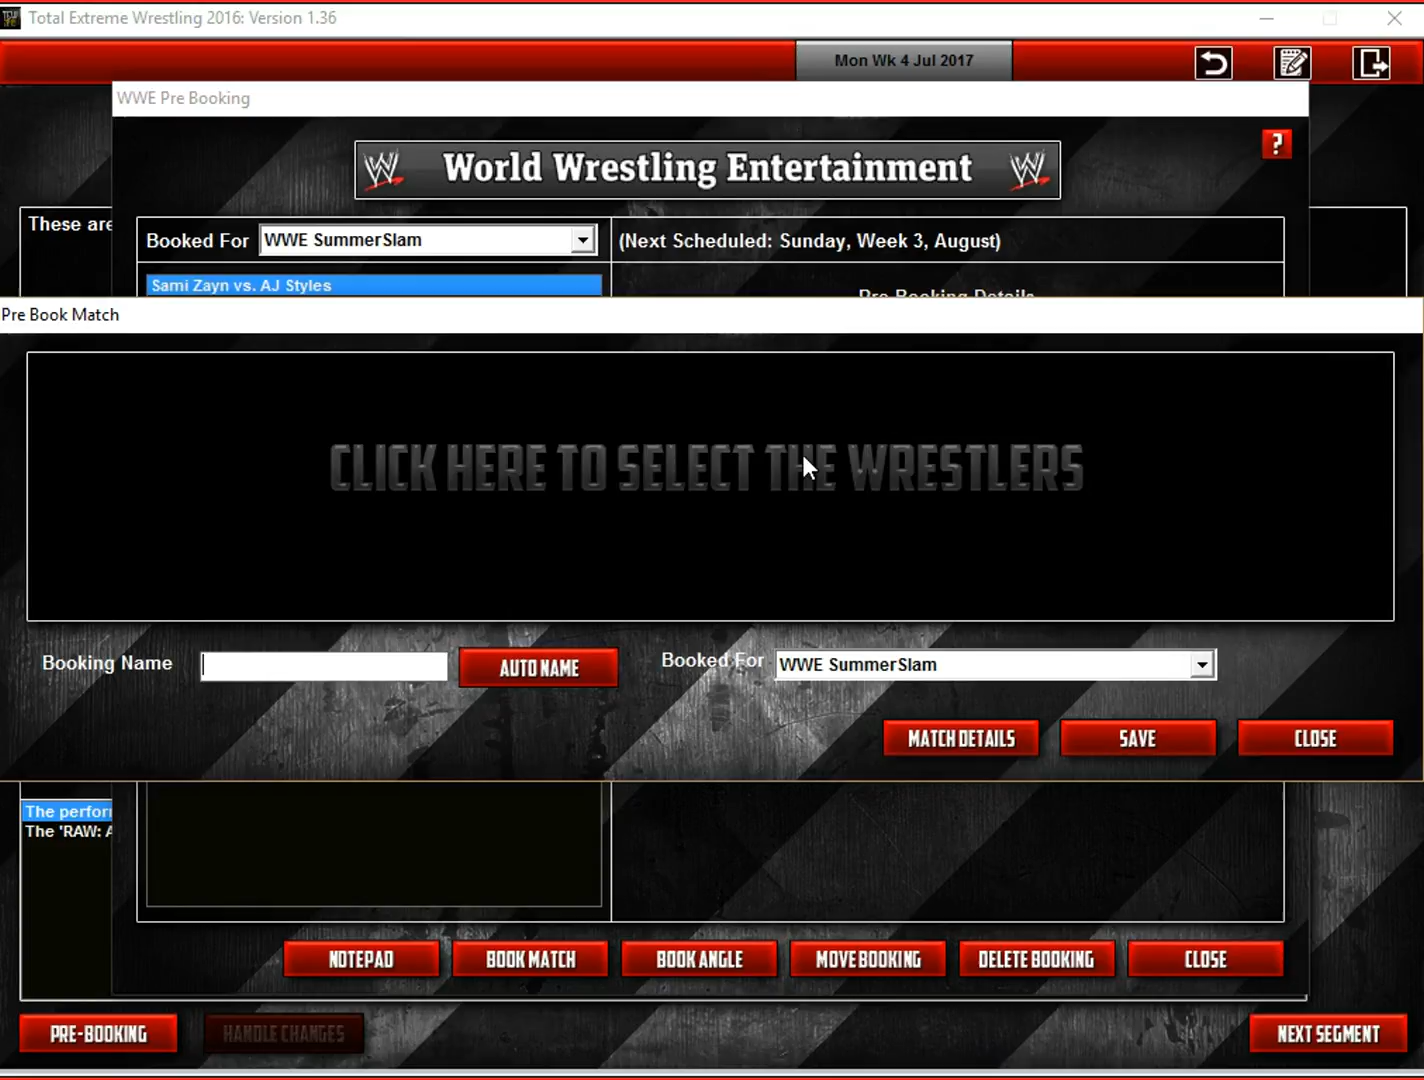 Total Extreme Wrestling 2016: Version 1.36
Mon Wk 4 Jul 2017
WWE Pre Booking
World Wrestling Entertainment
?
These are
Booked For WWE SummerSlam (Next Scheduled: Sunday, Week 3, August)
Sami Zayn vs. AJ Styles
Pre Booking Details
Pre Book Match
CLICK HERE TO SELECT THE WRESTLERS
Booking Name AUTO NAME Booked For WWE SummerSlam
MATCH DETAILS SAVE CLOSE
The perfor
The 'RAW:
NOTEPAD BOOK MATCH BOOK ANGLE MOVE BOOKING DELETE BOOKING CLOSE
PRE-BOOKING HANDLE CHANGES NEXT SEGMENT